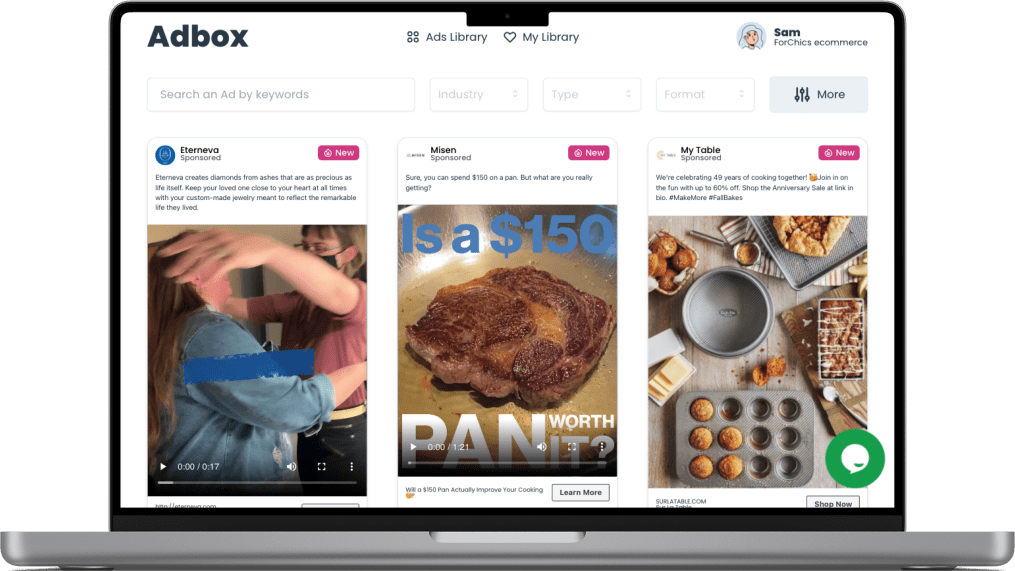 Adbox
Ads Library
My Library
Sam
ForChics ecommerce
Search an Ad by keywords
Industry
Type
Format
More
Eterneva
Sponsored
New
Eterneva creates diamonds from ashes that are as precious as
life itself. Keep your loved one close to your heart at all times
with your custom-made jewelry meant to reflect the remarkable
life they lived.
0:00 / 0:17
http://eterneva.com
Misen
Sponsored
New
Sure, you can spend $150 on a pan. But what are you really
getting?
Is a $150
PAN WORTH
IT?
0:00 / 1:21
Will a $150 Pan Actually Improve Your Cooking
🤝
Learn More
My Table
Sponsored
New
We're celebrating 49 years of cooking together! 🥳Join in on
the fun with up to 60% off. Shop the Anniversary Sale at link in
bio. #MakeMore #FallBakes
SURLATABLE.COM
Sur La Table
Shop Now